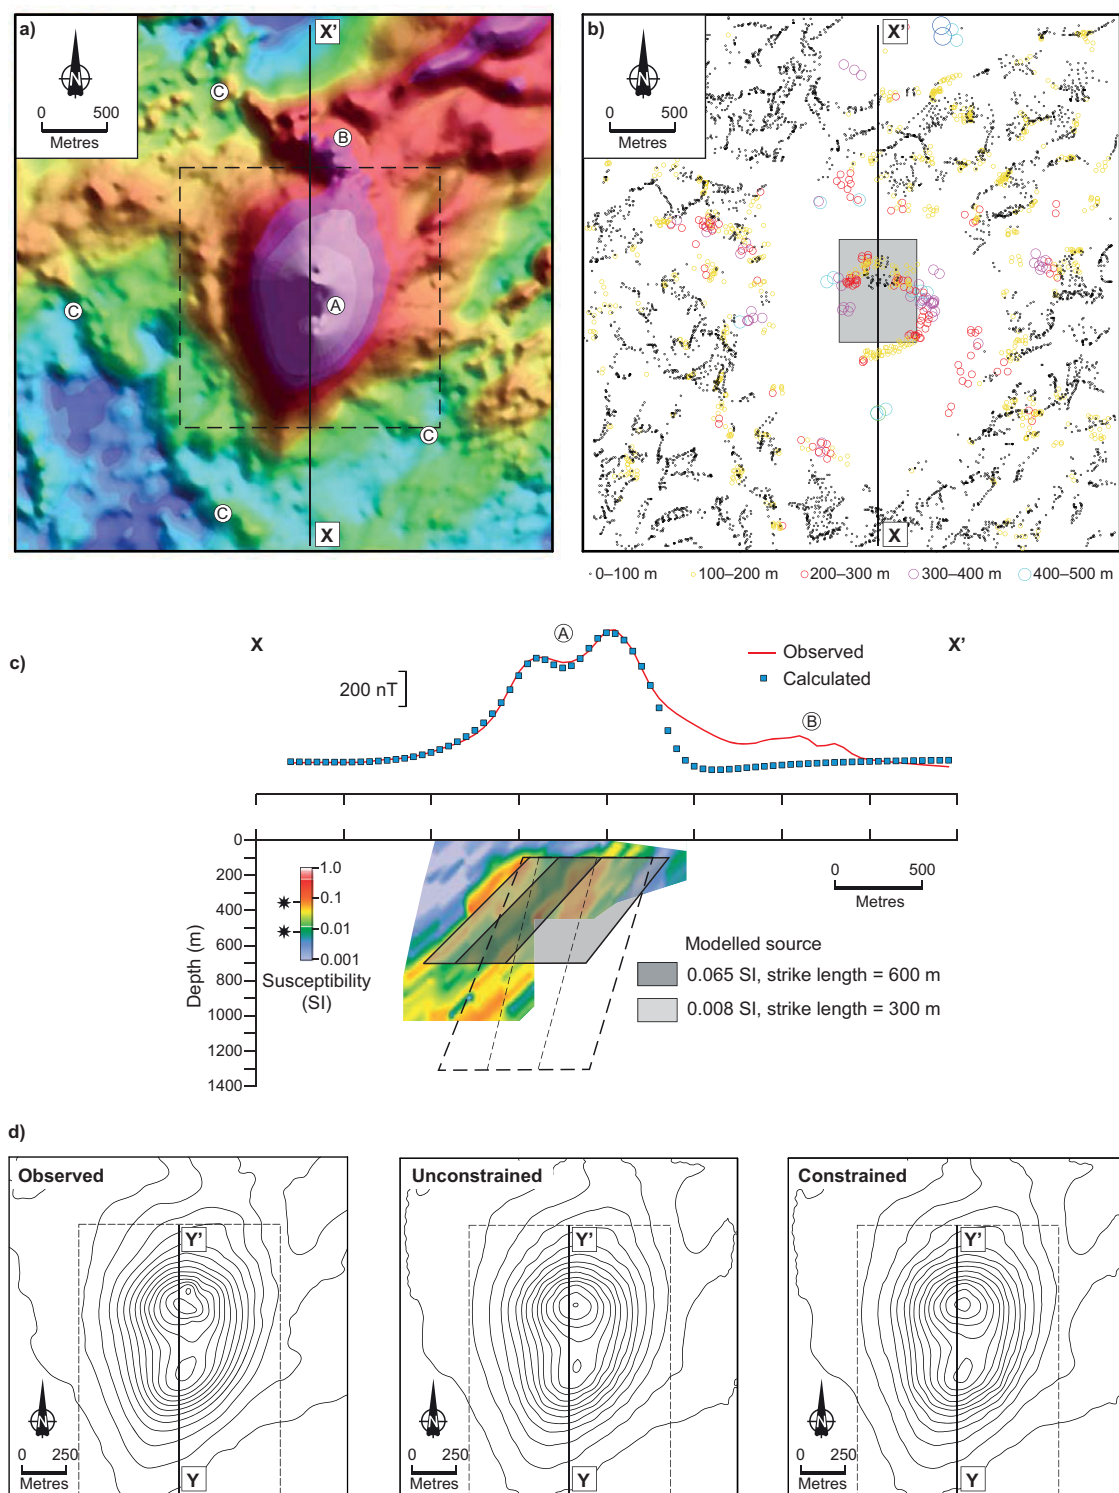 a)
N
0 500
Metres
X'
C
B
A
C
C
C
X
b)
N
0 500
Metres
X'
X
0–100 m 100–200 m 200–300 m 300–400 m 400–500 m
c)
X
A
X'
200 nT
Observed
Calculated
B
0
200
400
600
800
1000
1200
1400
Depth (m)
1.0
0.1
0.01
0.001
Susceptibility
(SI)
0 500
Metres
Modelled source
0.065 SI, strike length = 600 m
0.008 SI, strike length = 300 m
d)
Observed
Y'
N
0 250
Metres
Y
Unconstrained
Y'
N
0 250
Metres
Y
Constrained
Y'
N
0 250
Metres
Y